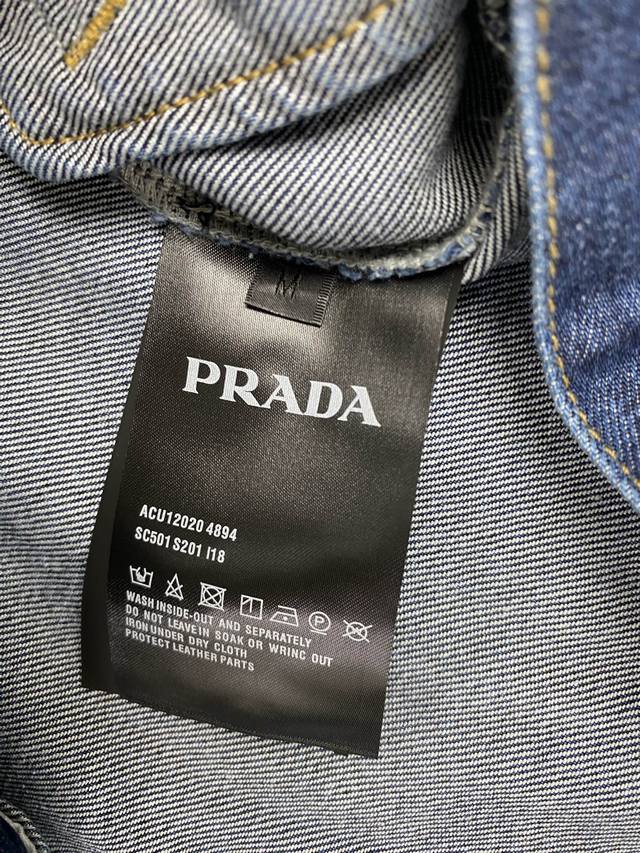 M
PRADA
ACU12020 4894
SC501 S201 I18
P
WASH INSIDE-OUT AND SEPARATELY
DO NOT LEAVE IN SOAK OR WRINC OUT
IRON UNDER DRY CLOTH
PROTECT LEATHER PARTS